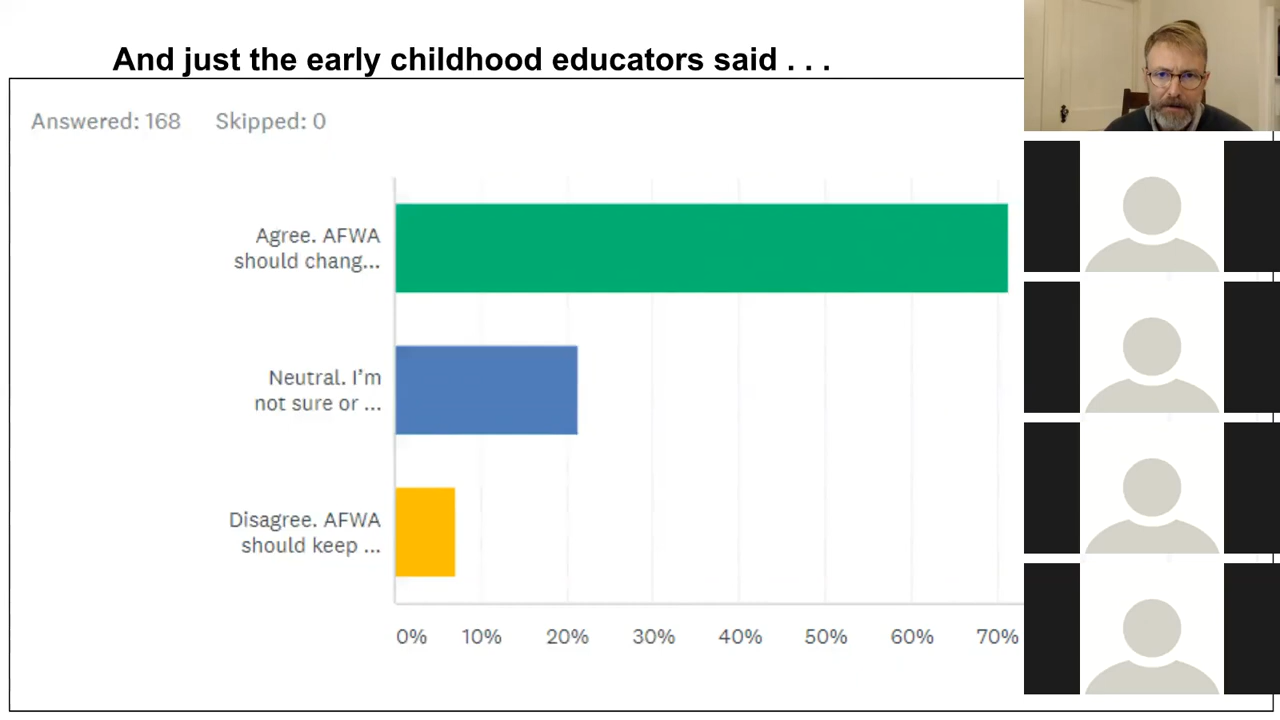 And just the early childhood educators said . . .
Answered: 168 Skipped: 0
Agree. AFWA
should chang...
Neutral. I’m
not sure or ...
Disagree. AFWA
should keep ...
0% 10% 20% 30% 40% 50% 60% 70%